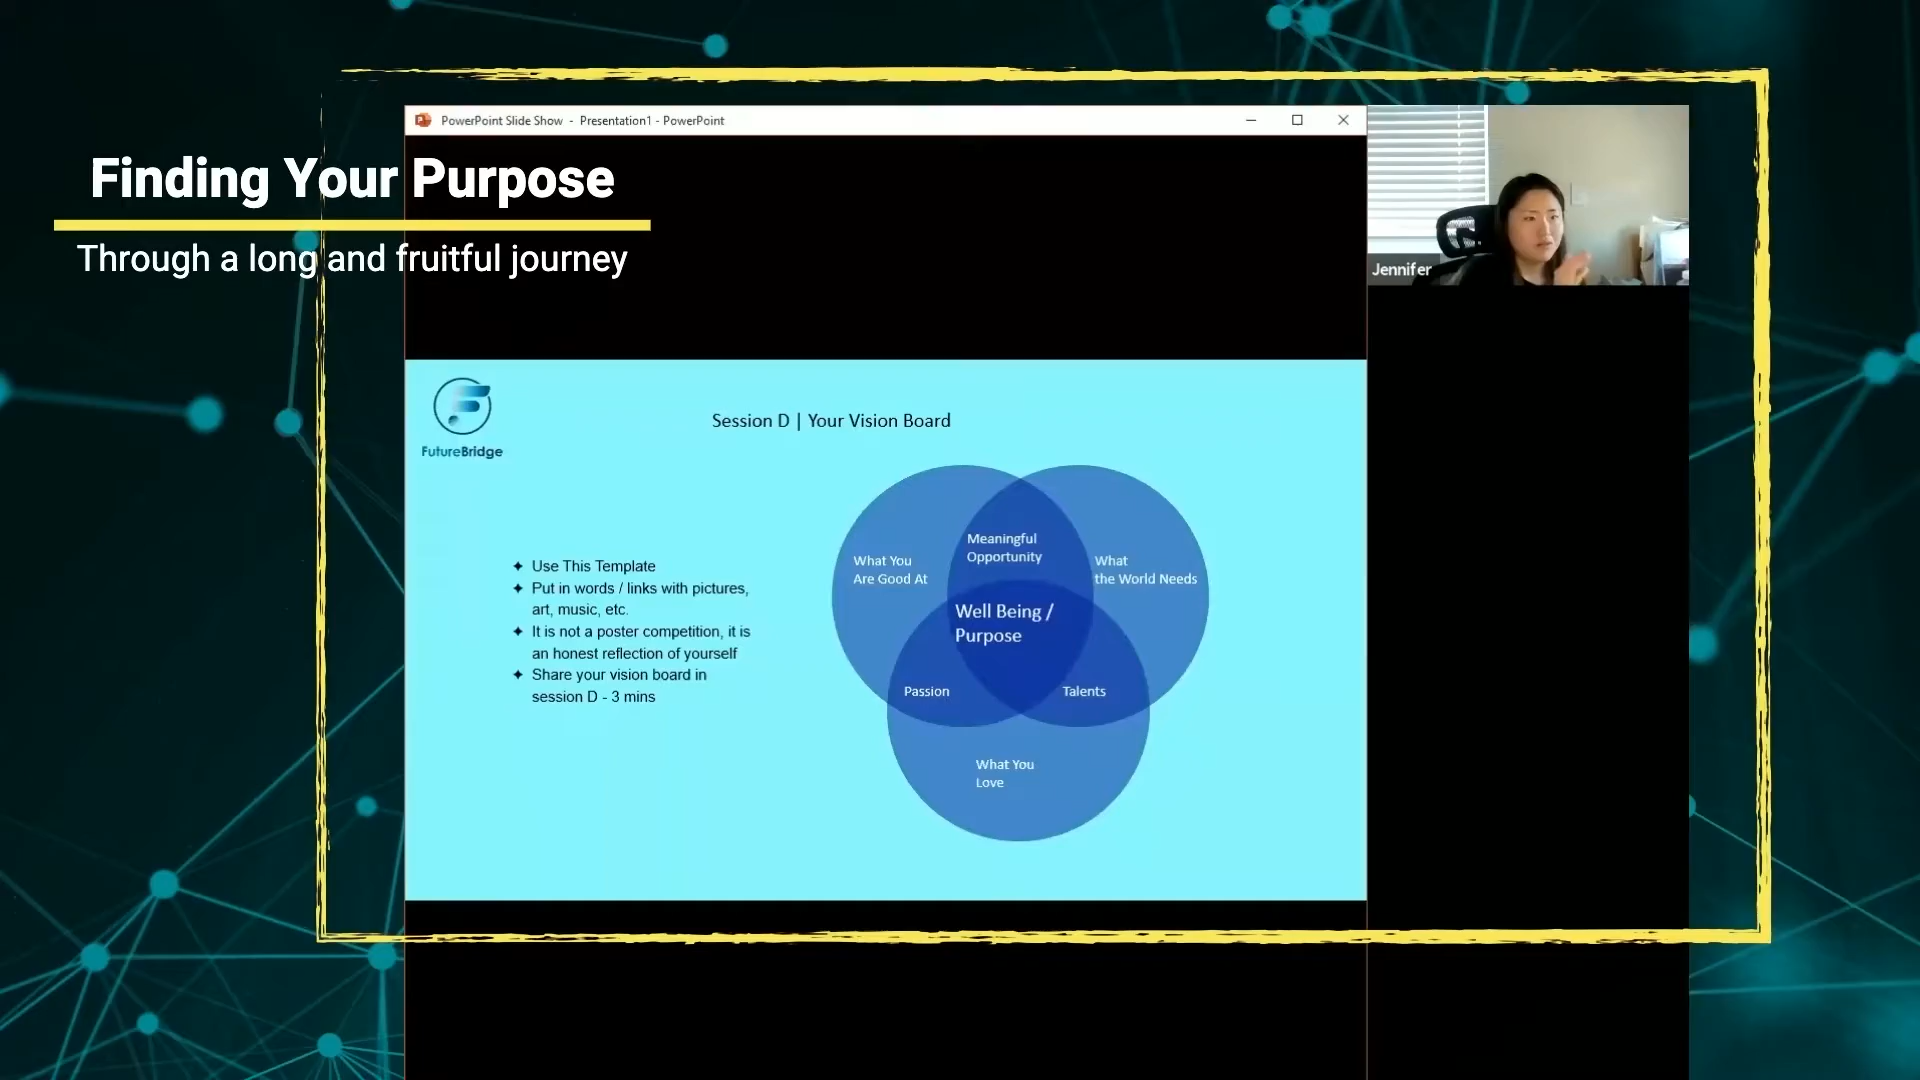 PowerPoint Slide Show - Presentation1 - PowerPoint
Finding Your Purpose
Through a long and fruitful journey
Jennifer
FutureBridge
Session D | Your Vision Board
Use This Template
Put in words / links with pictures,
art, music, etc.
It is not a poster competition, it is
an honest reflection of yourself
Share your vision board in
session D - 3 mins
What You
Are Good At
Meaningful
Opportunity
What
the World Needs
Well Being /
Purpose
Passion
Talents
What You
Love